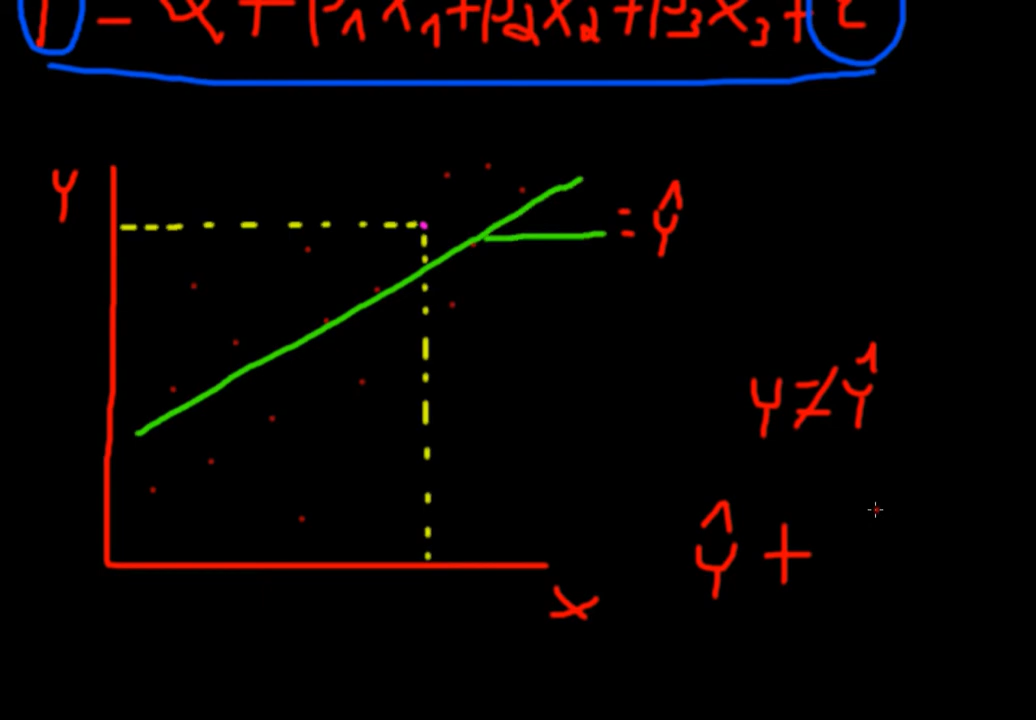 Y = α + β₁x₁ + β₂x₂ + β₃x₃ + ε
Y
= ŷ
y ≠ ŷ
ŷ +
x